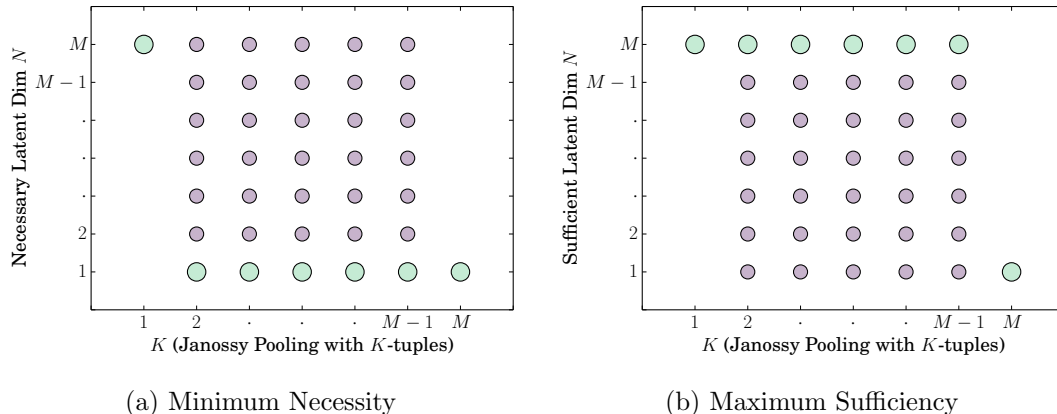 Necessary Latent Dim N
M
M − 1
.
.
.
2
1
1 2 . . . M − 1 M
K (Janossy Pooling with K-tuples)
(a) Minimum Necessity
Sufficient Latent Dim N
M
M − 1
.
.
.
2
1
1 2 . . . M − 1 M
K (Janossy Pooling with K-tuples)
(b) Maximum Sufficiency